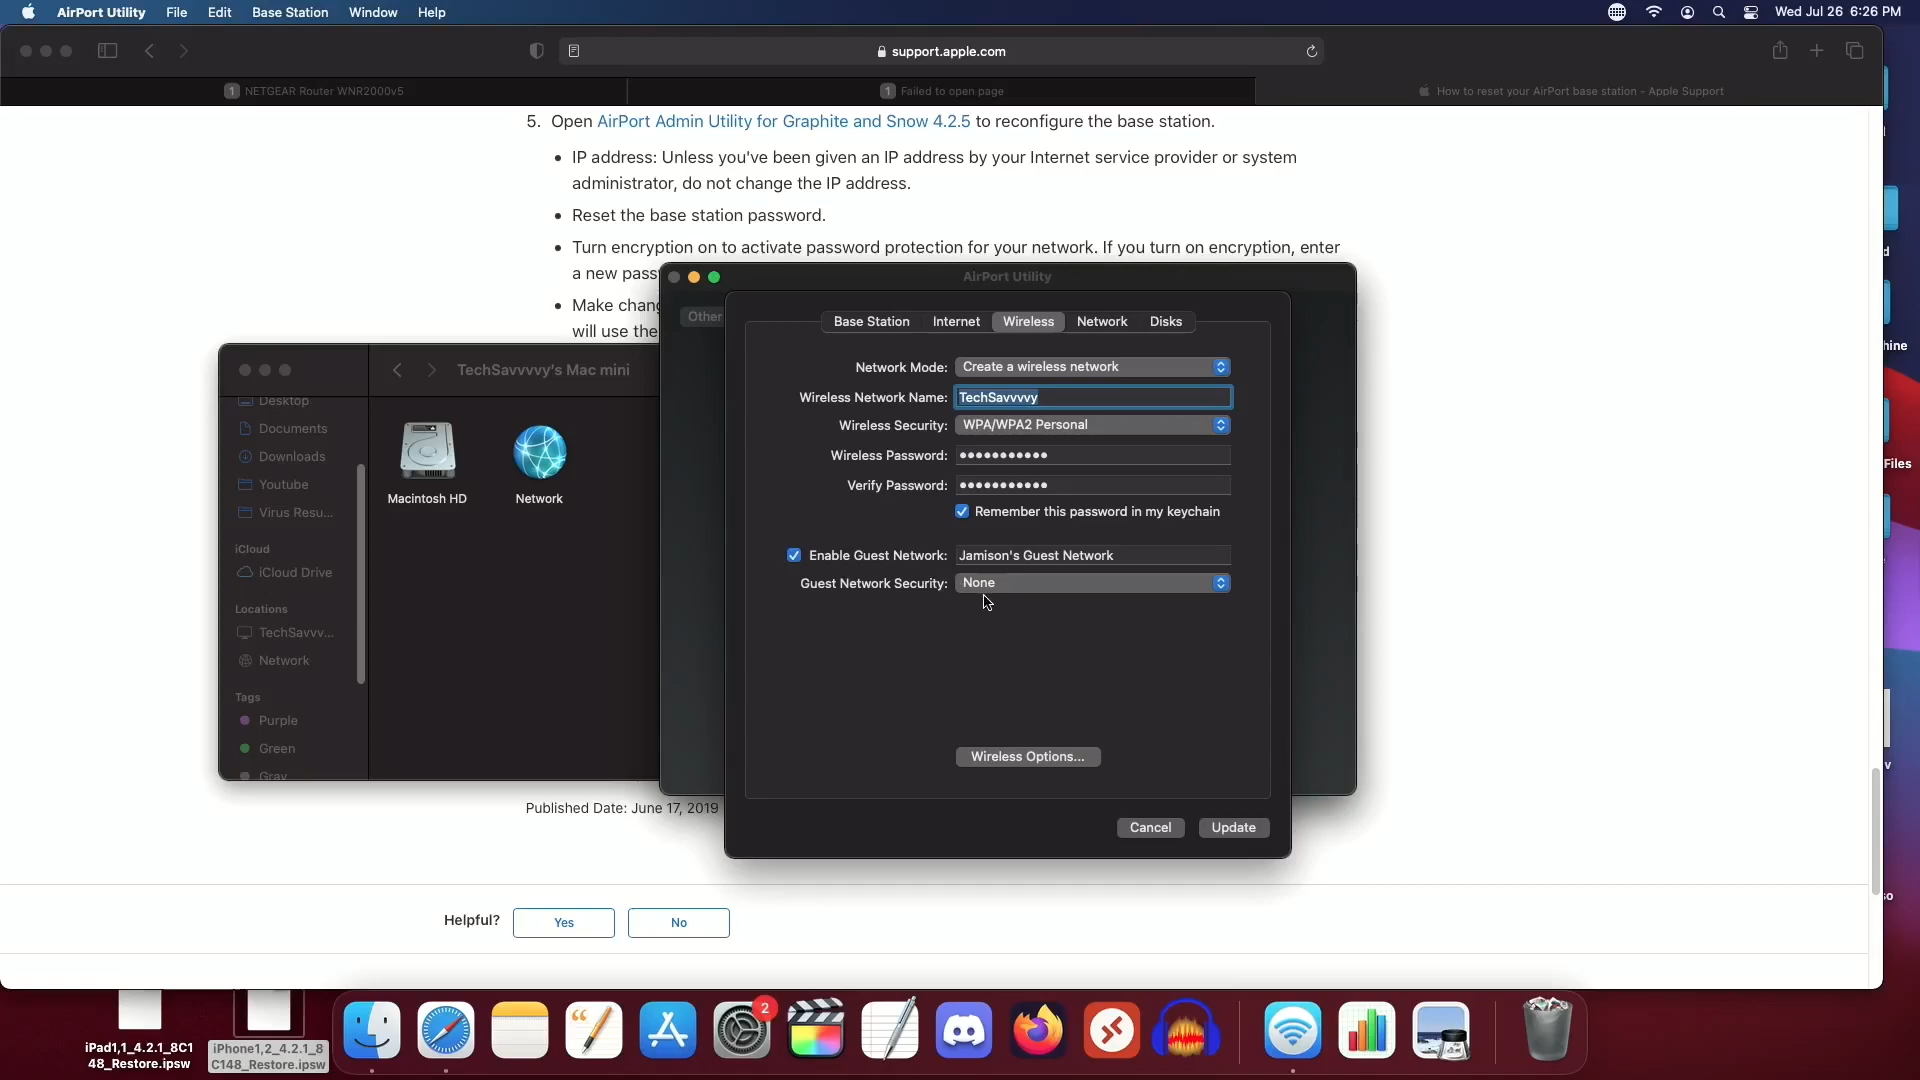 AirPort Utility File Edit Base Station Window Help Wed Jul 26 6:26 PM
support.apple.com
1 NETGEAR Router WNR2000v5
1 Failed to open page
How to reset your AirPort base station - Apple Support
5. Open AirPort Admin Utility for Graphite and Snow 4.2.5 to reconfigure the base station.
• IP address: Unless you've been given an IP address by your Internet service provider or system
administrator, do not change the IP address.
• Reset the base station password.
• Turn encryption on to activate password protection for your network. If you turn on encryption, enter
a new pass
• Make chang
will use the
AirPort Utility
Other
Base Station Internet Wireless Network Disks
Network Mode: Create a wireless network
Wireless Network Name: TechSavvvvy
Wireless Security: WPA/WPA2 Personal
Wireless Password: •••••••••••
Verify Password: •••••••••••
Remember this password in my keychain
Enable Guest Network: Jamison's Guest Network
Guest Network Security: None
Wireless Options...
Cancel Update
TechSavvvvy's Mac mini
Desktop
Documents
Downloads
Youtube
Virus Resu...
iCloud
iCloud Drive
Locations
TechSavvv...
Network
Tags
Purple
Green
Gray
Macintosh HD
Network
Published Date: June 17, 2019
Helpful? Yes No
d
hine
Files
v
so
iPad1,1_4.2.1_8C1
48_Restore.ipsw
iPhone1,2_4.2.1_8
C148_Restore.ipsw
2